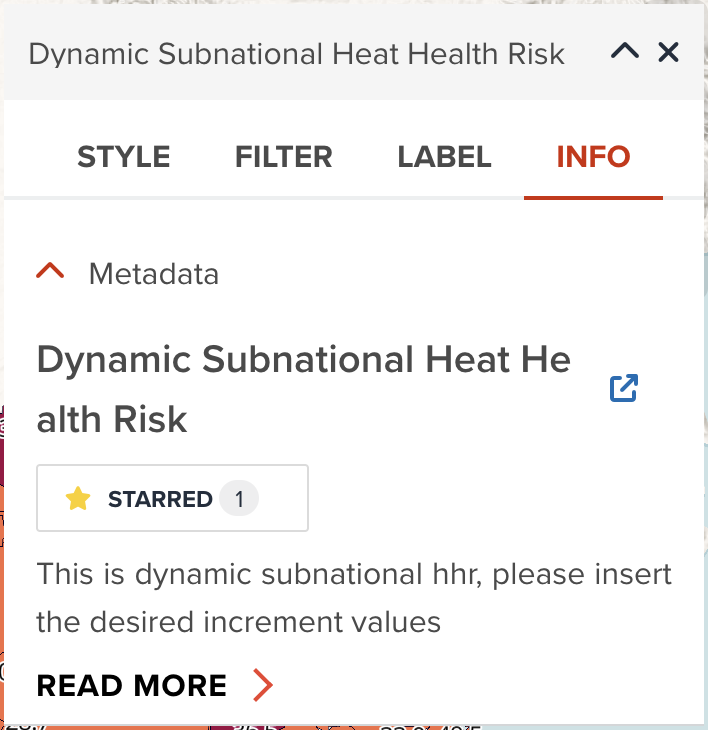 Dynamic Subnational Heat Health Risk
STYLE FILTER LABEL INFO
Metadata
Dynamic Subnational Heat He
alth Risk
STARRED 1
This is dynamic subnational hhr, please insert
the desired increment values
READ MORE